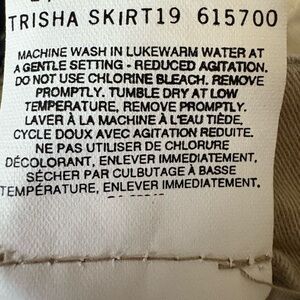 TRISHA SKIRT19 615700
MACHINE WASH IN LUKEWARM WATER AT
A GENTLE SETTING - REDUCED AGITATION.
DO NOT USE CHLORINE BLEACH. REMOVE
PROMPTLY. TUMBLE DRY AT LOW
TEMPERATURE, REMOVE PROMPTLY.
LAVER À LA MACHINE À L'EAU TIÈDE,
CYCLE DOUX AVEC AGITATION REDUITE.
NE PAS UTILISER DE CHLORURE
DÉCOLORANT, ENLEVER IMMEDIATEMENT,
SÉCHER PAR CULBUTAGE À BASSE
TEMPÉRATURE, ENLEVER IMMEDIATEMENT.